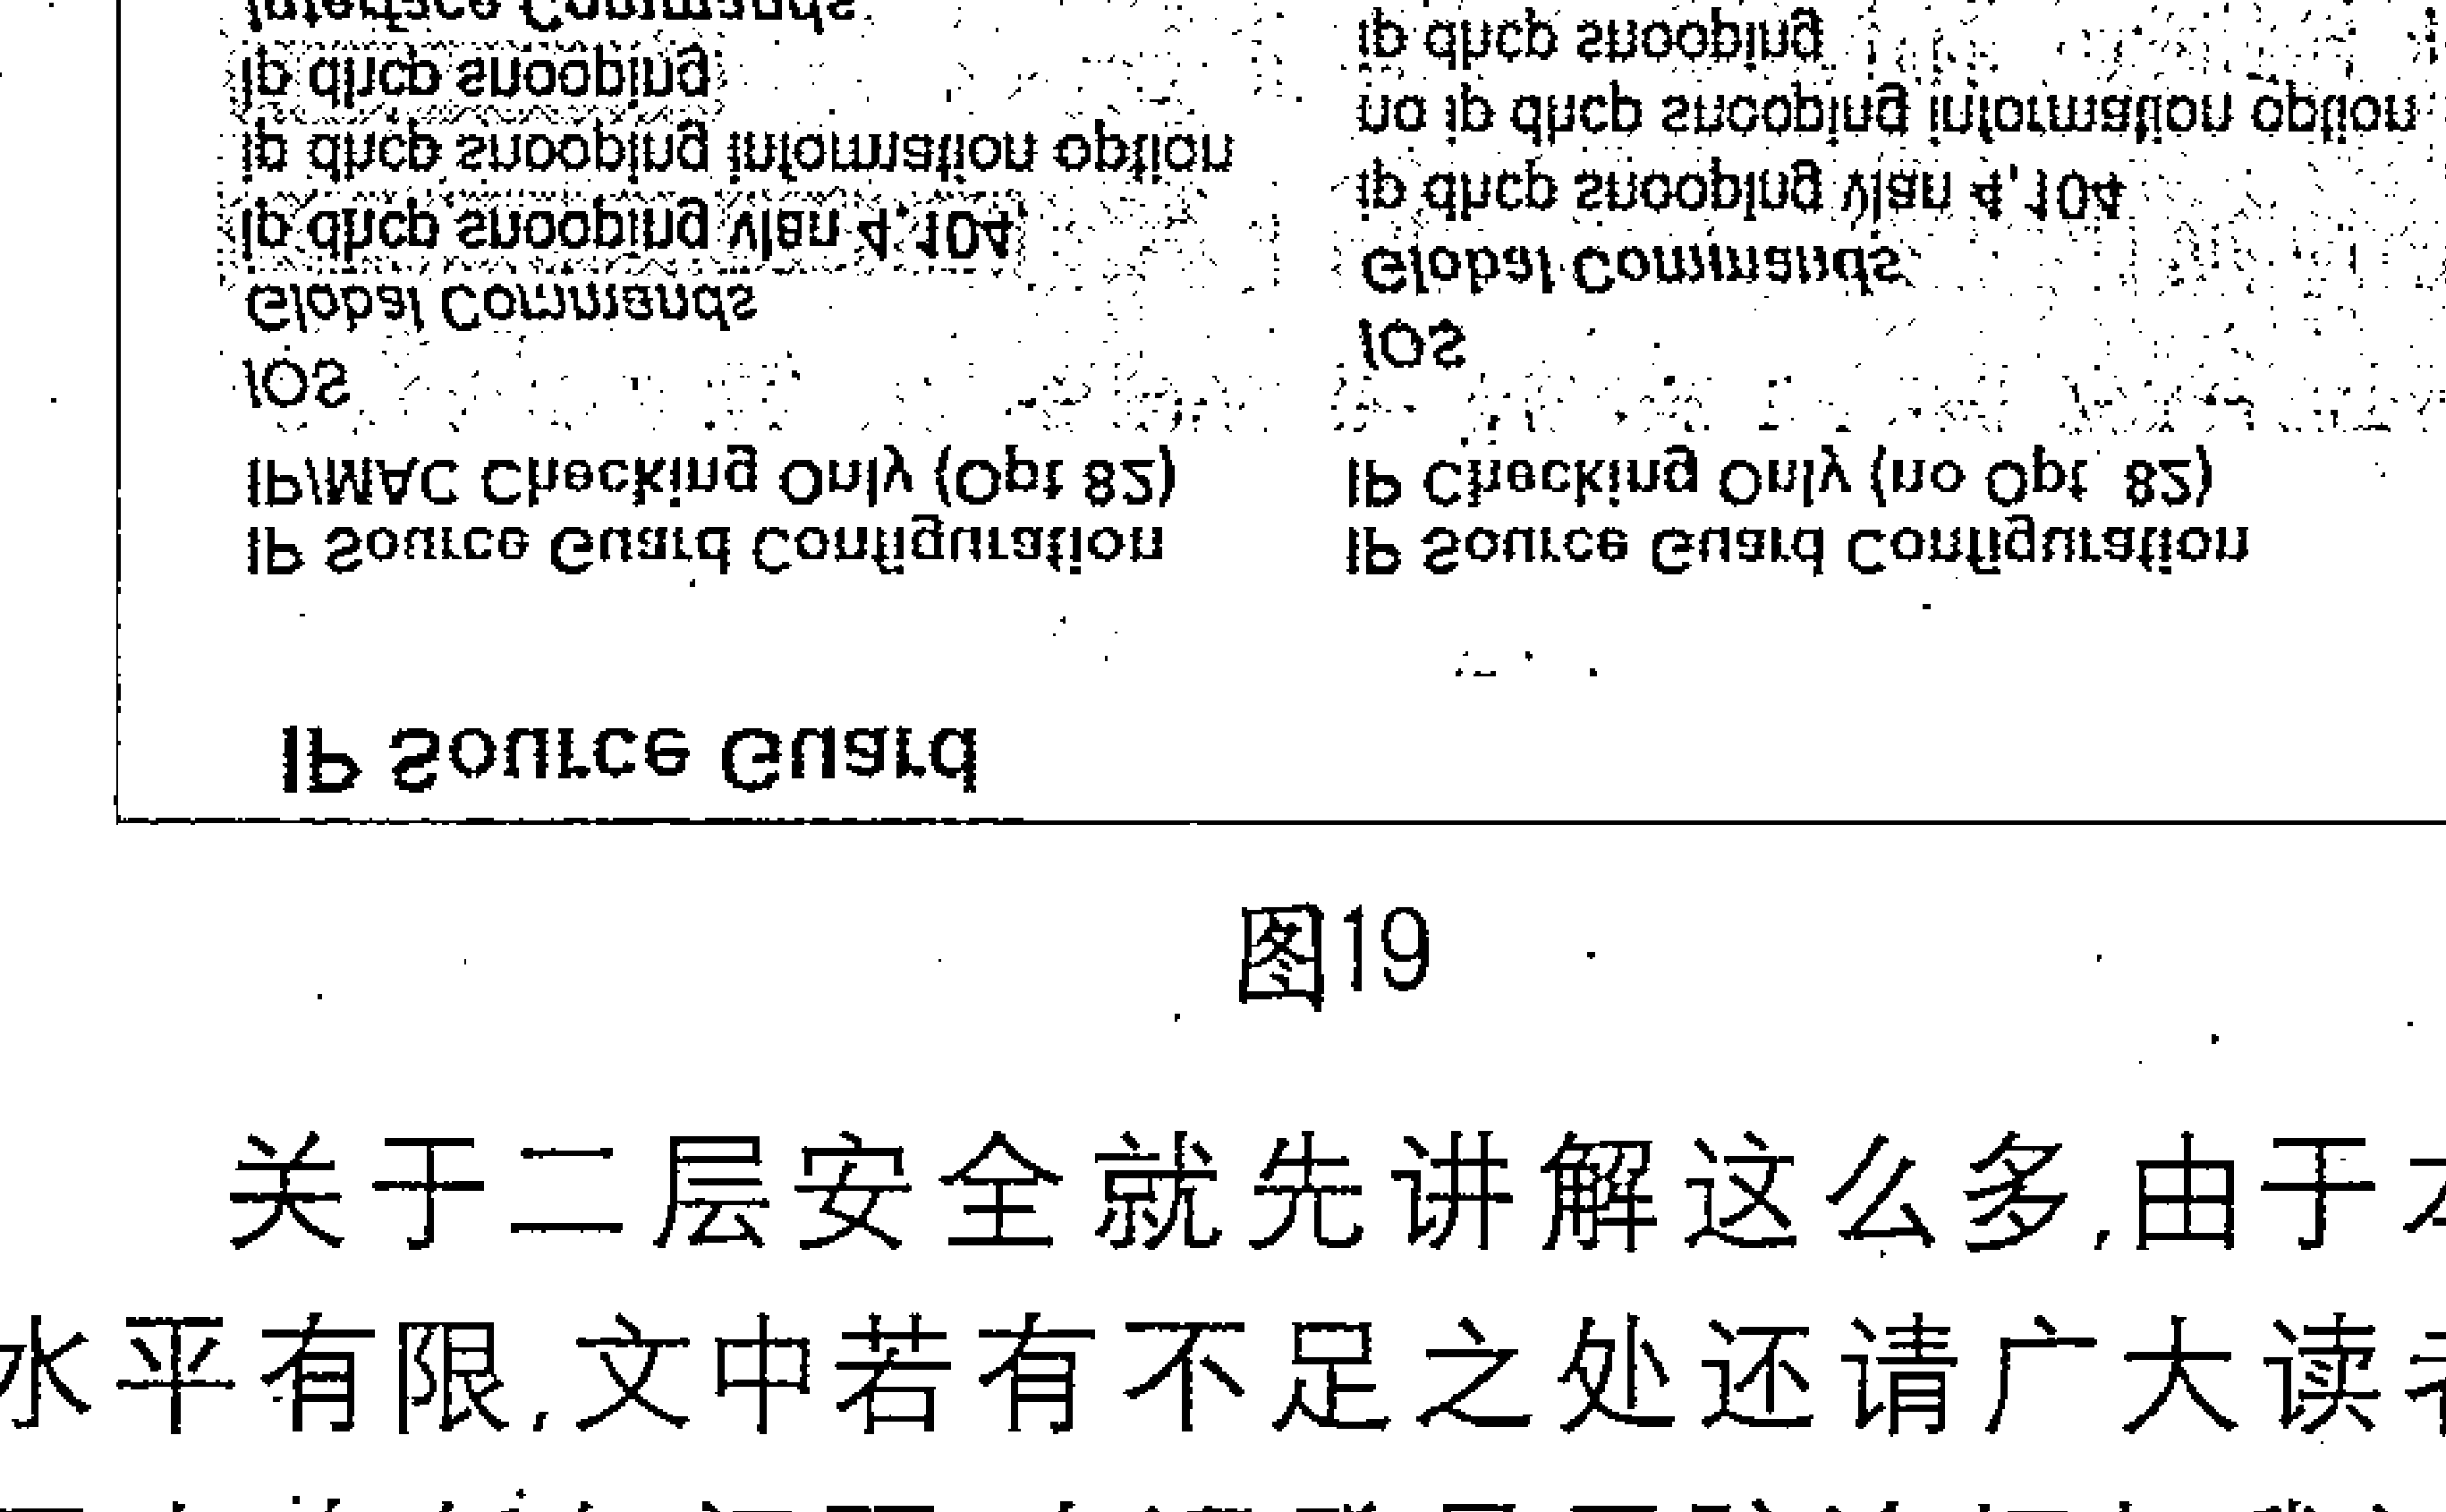 IP Source Guard
IP Source Guard Configuration
IP/MAC Checking Only (Opt 82)
IOS
Global Commands
ip dhcp snooping vlan 4,104
ip dhcp snooping information option
ip dhcp snooping
Interface Commands
IP Source Guard Configuration
IP Checking Only (no Opt 82)
IOS
Global Commands
ip dhcp snooping vlan 4,104
no ip dhcp snooping information option
ip dhcp snooping
图19
关于二层安全就先讲解这么多,由于
水平有限,文中若有不足之处还请广大读